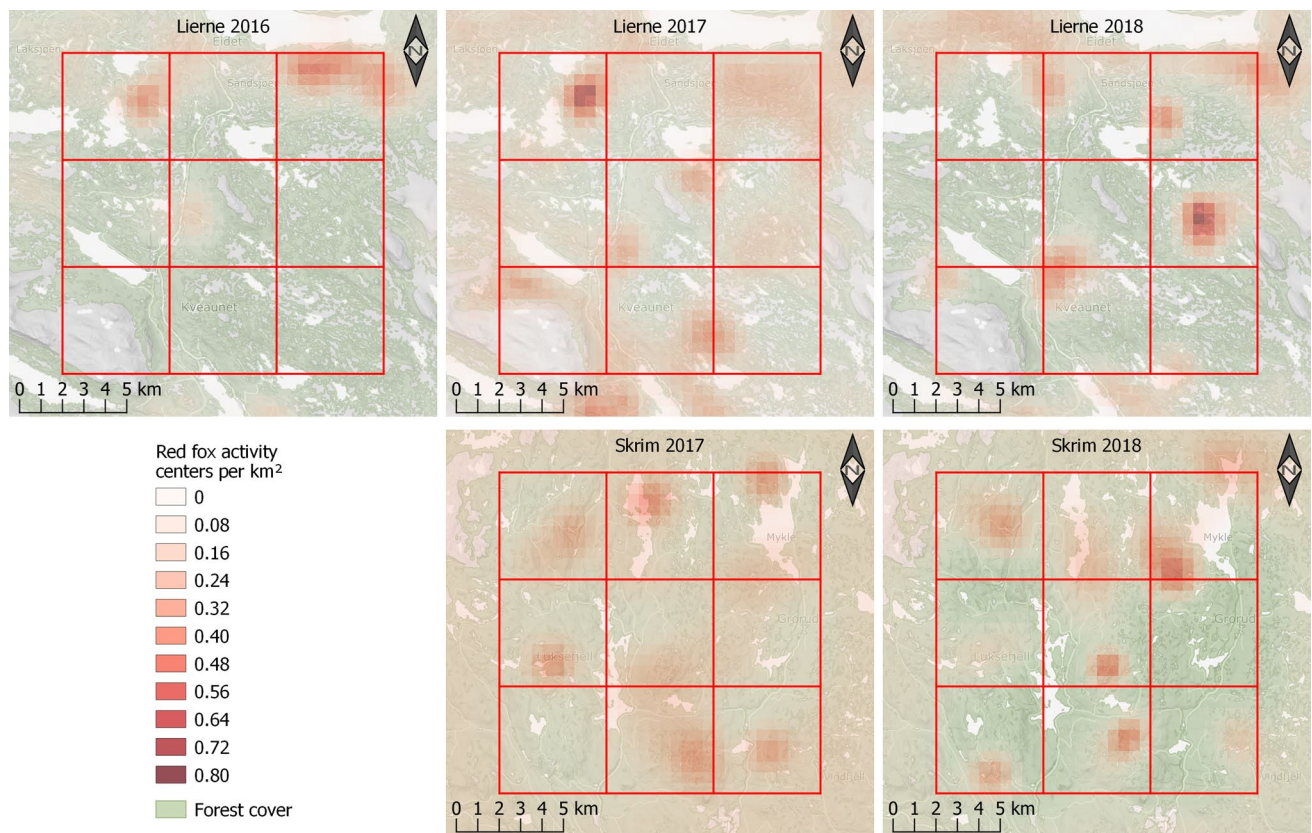 Lierne 2016
Laksjøen
Eidet
Sandsjøen
Kveaunet
0 1 2 3 4 5 km
N
Lierne 2017
Laksjøen
Eidet
Sandsjøen
Kveaunet
0 1 2 3 4 5 km
N
Lierne 2018
Laksjøen
Eidet
Sandsjøen
Kveaunet
0 1 2 3 4 5 km
N
Red fox activity
centers per km²
0
0.08
0.16
0.24
0.32
0.40
0.48
0.56
0.64
0.72
0.80
Forest cover
Skrim 2017
Mykle
Grorud
Luksefjell
0 1 2 3 4 5 km
N
Skrim 2018
Mykle
Grorud
Luksefjell
0 1 2 3 4 5 km
N